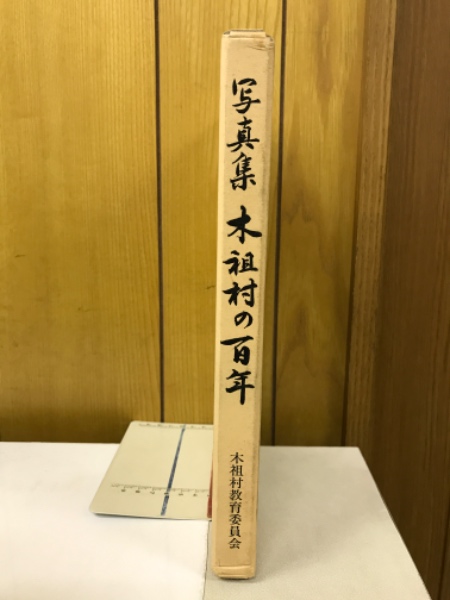 写真集 木祖村の百年
木祖村教育委員会